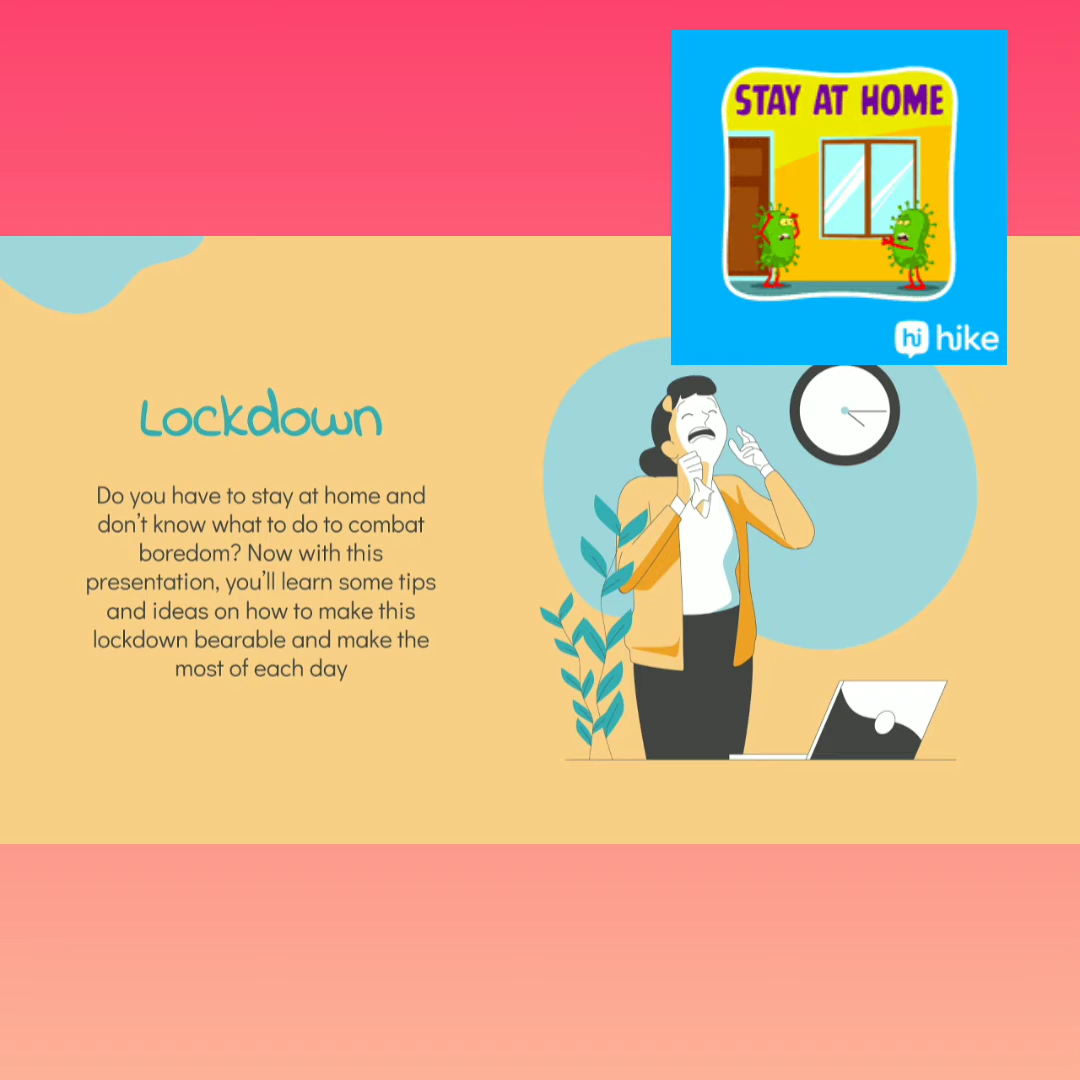 STAY AT HOME
hi hike
Lockdown
Do you have to stay at home and
don't know what to do to combat
boredom? Now with this
presentation, you'll learn some tips
and ideas on how to make this
lockdown bearable and make the
most of each day